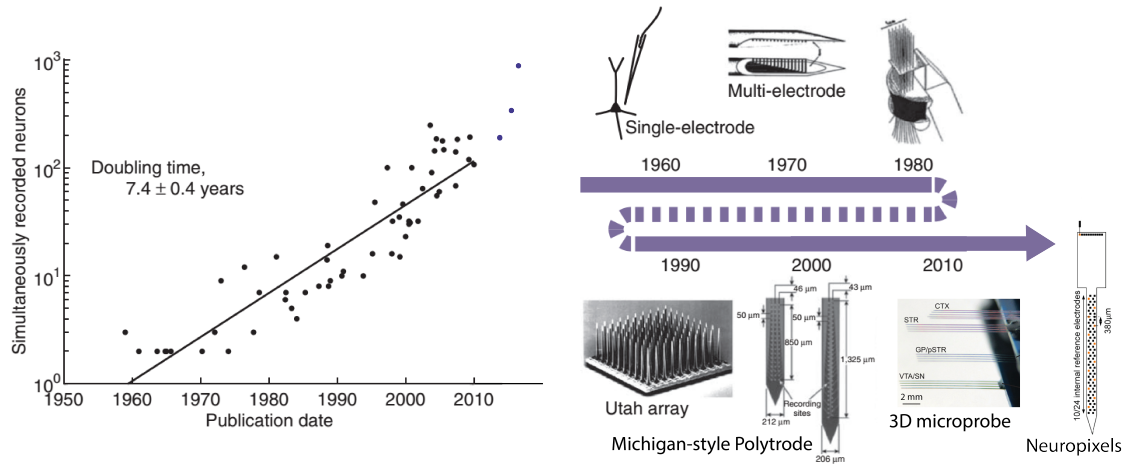 Simultaneously recorded neurons
10³
10²
10¹
10⁰
Doubling time,
7.4 ± 0.4 years
1950
1960
1970
1980
1990
2000
2010
Publication date
Single-electrode
Multi-electrode
1960
1970
1980
1990
2000
2010
Utah array
46 µm
50 µm
850 µm
212 µm
43 µm
50 µm
1,325 µm
206 µm
Recording
sites
Michigan-style Polytrode
CTX
STR
GP/pSTR
VTA/SN
2 mm
3D microprobe
10/24 internal reference electrodes
380µm
Neuropixels